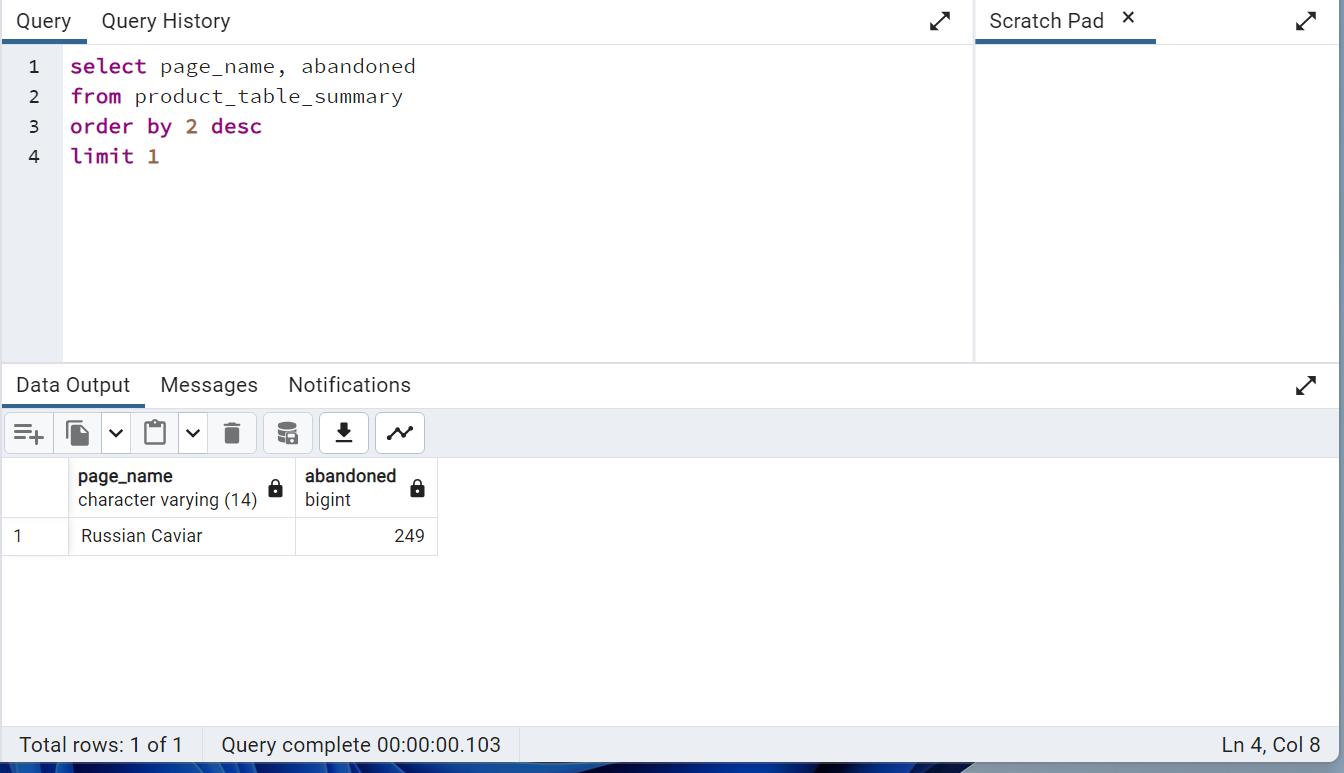 Query Query History
Scratch Pad ×
1 select page_name, abandoned
2 from product_table_summary
3 order by 2 desc
4 limit 1
Data Output Messages Notifications
page_name abandoned
character varying (14) bigint
1 Russian Caviar 249
Total rows: 1 of 1 Query complete 00:00:00.103 Ln 4, Col 8